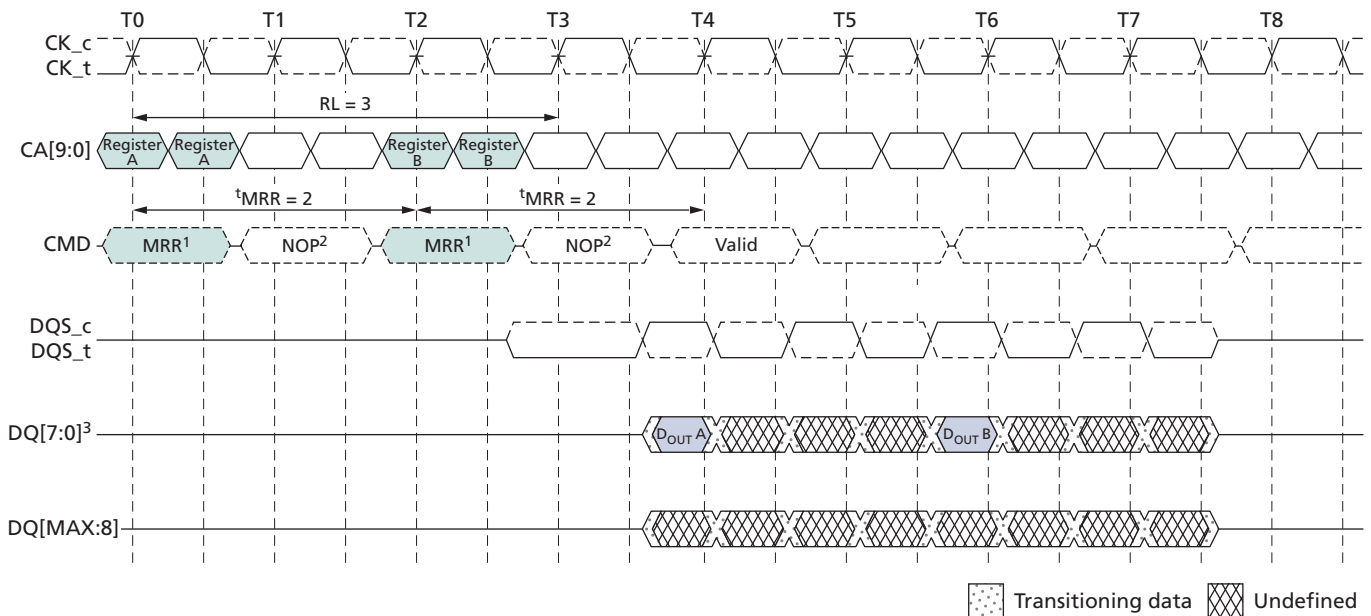 T0 T1 T2 T3 T4 T5 T6 T7 T8
CK_c
CK_t
RL = 3
CA[9:0]
Register A
Register A
Register B
Register B
tMRR = 2
tMRR = 2
CMD
MRR1
NOP2
MRR1
NOP2
Valid
DQS_c
DQS_t
DQ[7:0]3
DOUT A
DOUT B
DQ[MAX:8]
Transitioning data
Undefined